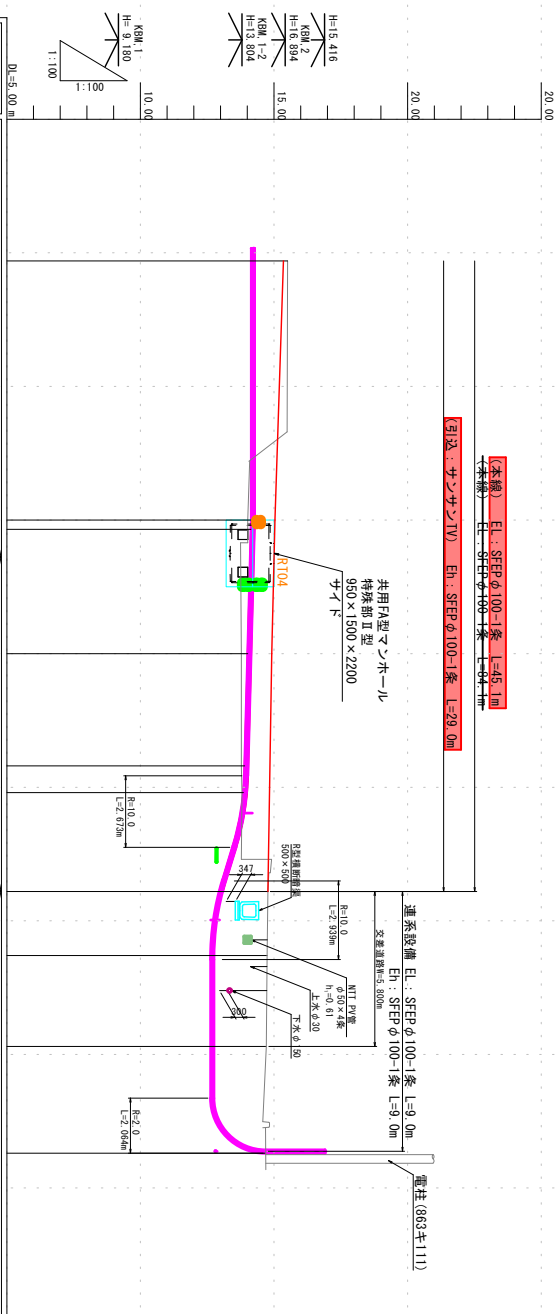 H=15.416
KBM.2
H=16.894
KBM.1-2
H=13.804
KBM.1
H= 9.180
1:100
1:100
20.00
20.00
15.00
10.00
DL=5.00 m
(本線) EL : SFEPφ100-1条 L=45.1m
(本線) EL : SFEPφ100-1条 L=84.1m
(引込 : サンサンTV) Eh : SFEPφ100-1条 L=29.0m
RT04
共用FA型マンホール
特殊部Ⅱ型
950×1500×2200
サイド
R=10.0
L=2.673m
347
R型横断側溝
500×500
R=10.0
L=2.939m
連系設備 EL : SFEPφ100-1条 L=9.0m
Eh : SFEPφ100-1条 L=9.0m
交差道路W=5.800m
NTT PV管
φ50×4条
h,=0.61
上水φ30
下水φ150
300
R=2.0
L=2.064m
電柱(863キ111)